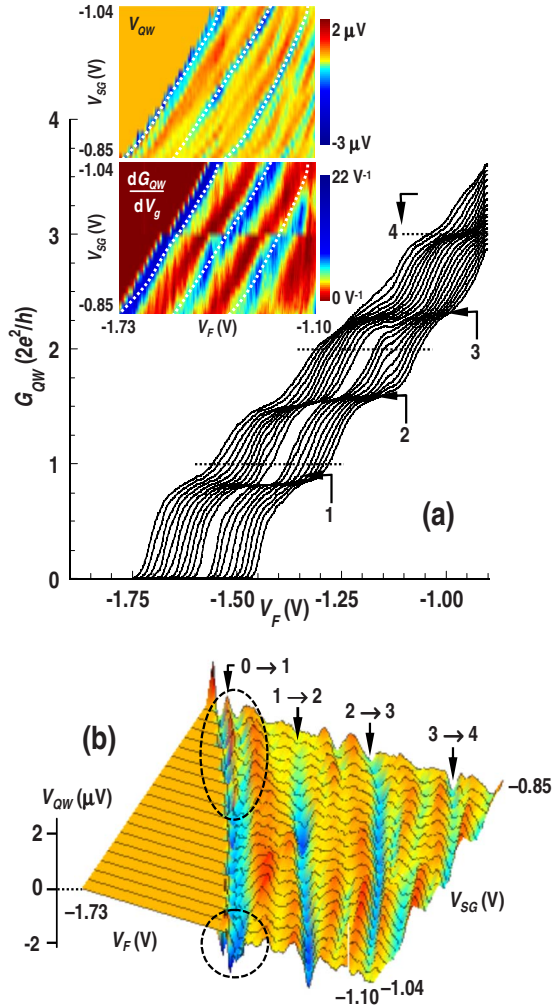 -1.04
V_QW
V_SG (V)
-0.85
2 µV
-3 µV
-1.04
dG_QW
dV_g
V_SG (V)
-0.85
22 V⁻¹
0 V⁻¹
-1.73
V_F (V)
-1.10
4
3
2
1
0
G_QW (2e²/h)
4
3
2
1
(a)
-1.75
-1.50
-1.25
-1.00
V_F (V)
(b)
0 → 1
1 → 2
2 → 3
3 → 4
-0.85
V_QW (µV)
2
0
-2
−1.73
V_F (V)
V_SG (V)
−1.04
−1.10